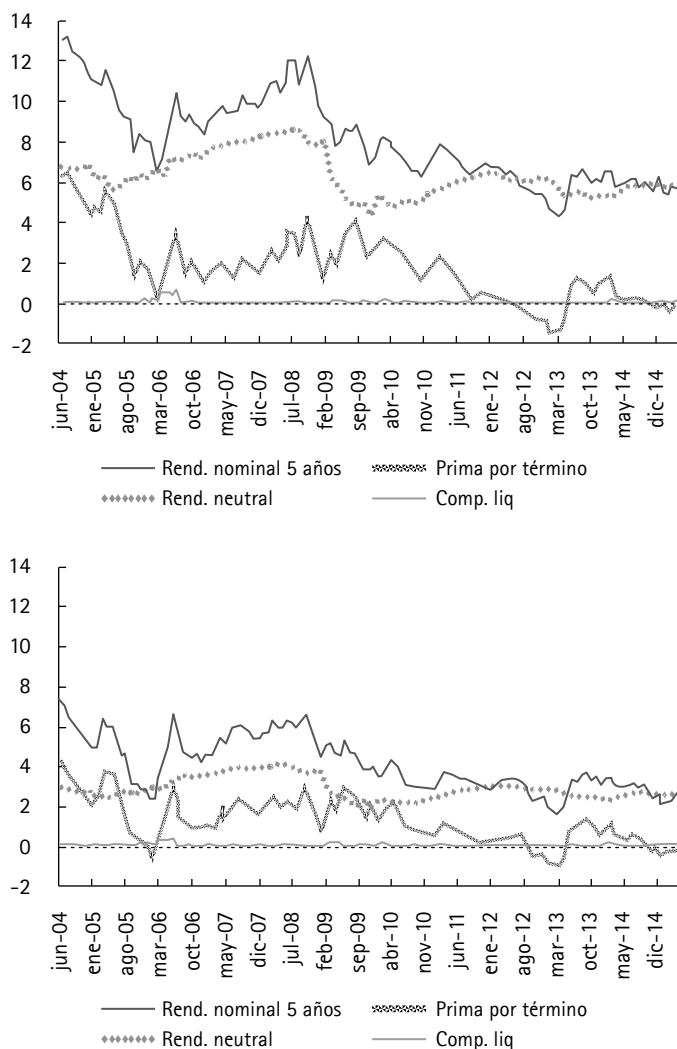 14
12
10
8
6
4
2
0
–2
jun-04
ene-05
ago-05
mar-06
oct-06
may-07
dic-07
jul-08
feb-09
sep-09
abr-10
nov-10
jun-11
ene-12
ago-12
mar-13
oct-13
may-14
dic-14
Rend. nominal 5 años Prima por término
Rend. neutral Comp. liq
14
12
10
8
6
4
2
0
–2
jun-04
ene-05
ago-05
mar-06
oct-06
may-07
dic-07
jul-08
feb-09
sep-09
abr-10
nov-10
jun-11
ene-12
ago-12
mar-13
oct-13
may-14
dic-14
Rend. nominal 5 años Prima por término
Rend. neutral Comp. liq